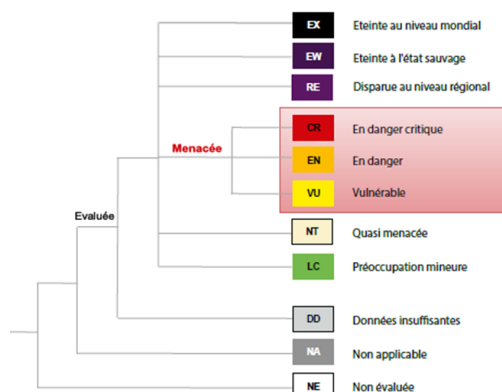 EX Eteinte au niveau mondial
EW Eteinte à l'état sauvage
RE Disparue au niveau régional
Menacée
CR En danger critique
EN En danger
VU Vulnérable
Evaluée
NT Quasi menacée
LC Préoccupation mineure
DD Données insuffisantes
NA Non applicable
NE Non évaluée